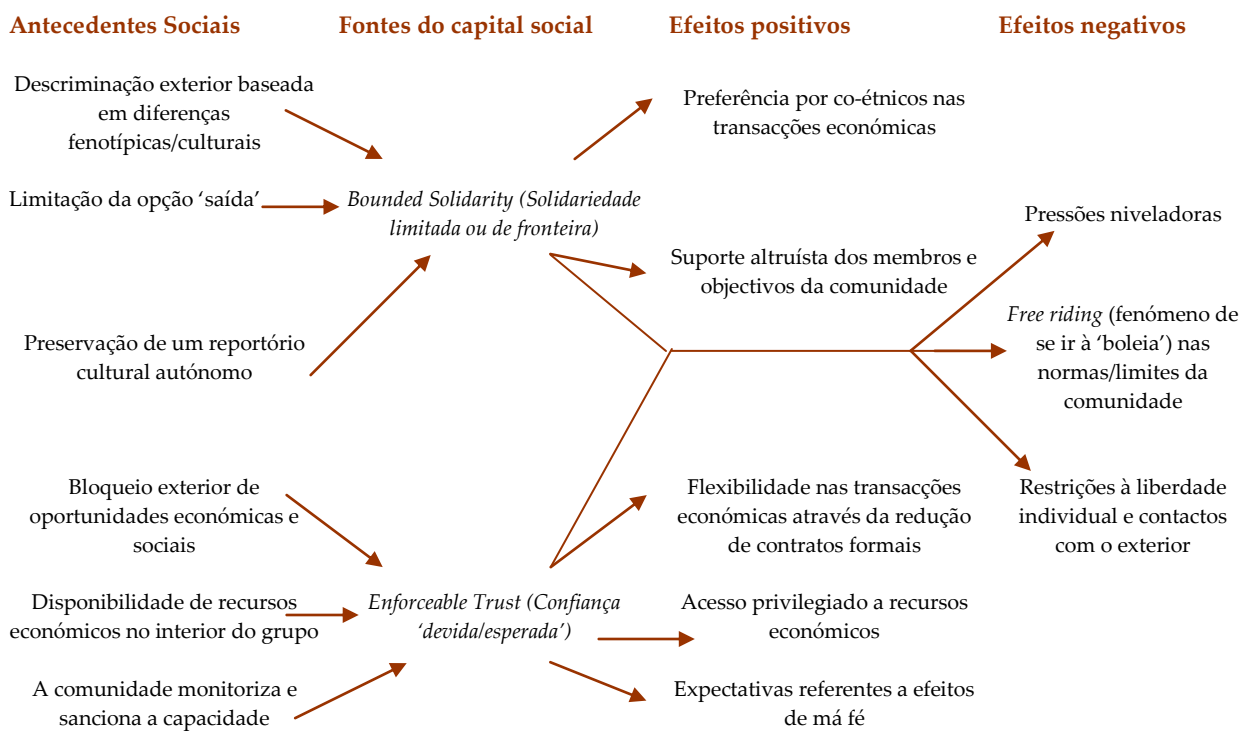 Antecedentes Sociais
Fontes do capital social
Efeitos positivos
Efeitos negativos
Descriminação exterior baseada
em diferenças
fenotípicas/culturais
Limitação da opção ‘saída’
Preservação de um reportório
cultural autónomo
Bloqueio exterior de
oportunidades económicas e
sociais
Disponibilidade de recursos
económicos no interior do grupo
A comunidade monitoriza e
sanciona a capacidade
Bounded Solidarity (Solidariedade
limitada ou de fronteira)
Enforceable Trust (Confiança
‘devida/esperada’)
Preferência por co-étnicos nas
transacções económicas
Suporte altruísta dos membros e
objectivos da comunidade
Flexibilidade nas transacções
económicas através da redução
de contratos formais
Acesso privilegiado a recursos
económicos
Expectativas referentes a efeitos
de má fé
Pressões niveladoras
Free riding (fenómeno de
se ir à ‘boleia’) nas
normas/limites da
comunidade
Restrições à liberdade
individual e contactos
com o exterior